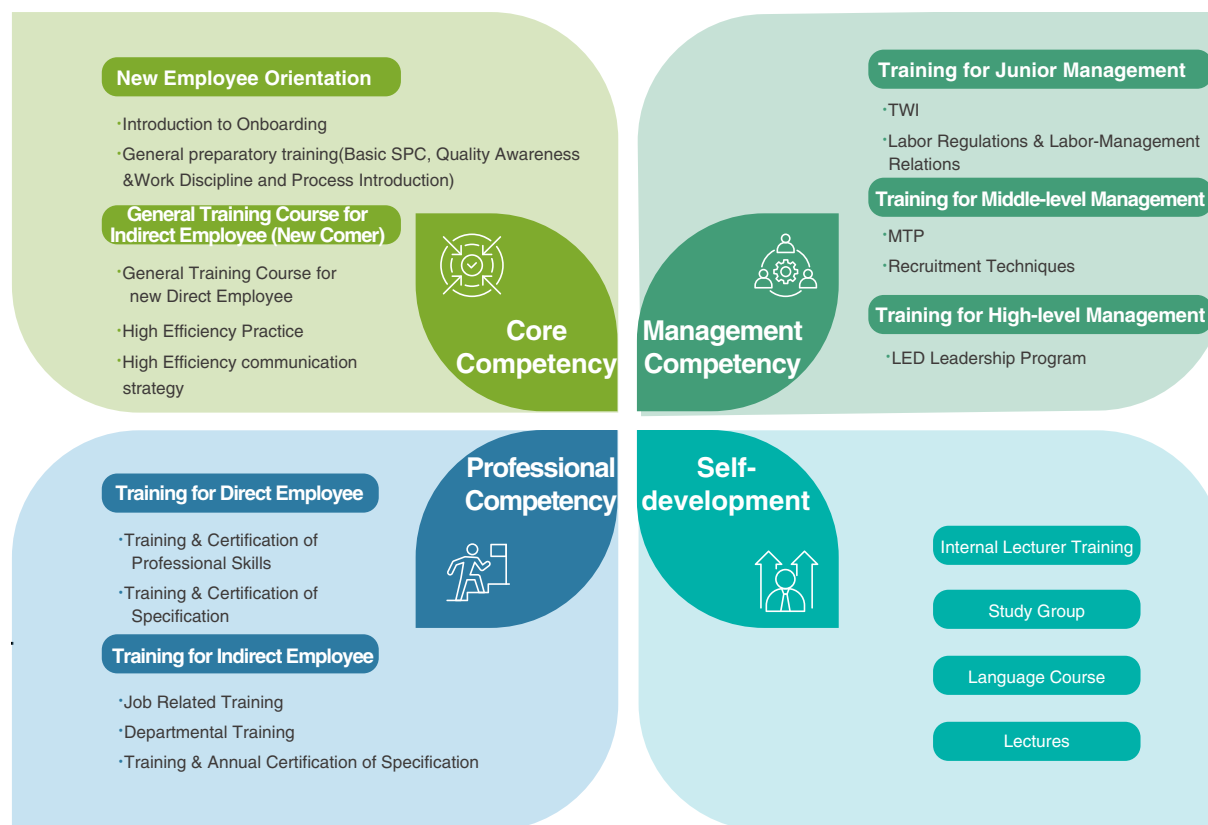 New Employee Orientation
·Introduction to Onboarding
·General preparatory training(Basic SPC, Quality Awareness
&Work Discipline and Process Introduction)
General Training Course for
Indirect Employee (New Comer)
·General Training Course for
new Direct Employee
·High Efficiency Practice
·High Efficiency communication
strategy
Core
Competency
Training for Junior Management
·TWI
·Labor Regulations & Labor-Management
Relations
Training for Middle-level Management
·MTP
·Recruitment Techniques
Training for High-level Management
·LED Leadership Program
Management
Competency
Professional
Competency
Training for Direct Employee
·Training & Certification of
Professional Skills
·Training & Certification of
Specification
Training for Indirect Employee
·Job Related Training
·Departmental Training
·Training & Annual Certification of Specification
Self-
development
Internal Lecturer Training
Study Group
Language Course
Lectures